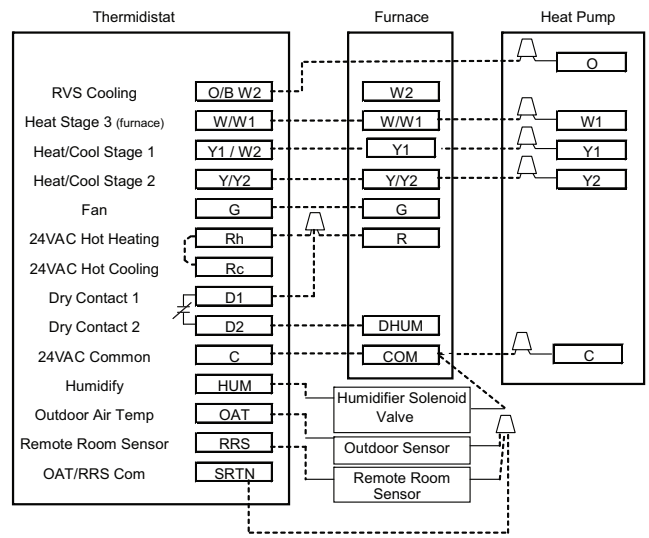 Thermidistat Furnace Heat Pump
O
RVS Cooling O/B W2 W2
Heat Stage 3 (furnace) W/W1 W/W1 W1
Heat/Cool Stage 1 Y1 / W2 Y1 Y1
Heat/Cool Stage 2 Y/Y2 Y/Y2 Y2
Fan G G
24VAC Hot Heating Rh R
24VAC Hot Cooling Rc
Dry Contact 1 D1
Dry Contact 2 D2 DHUM
24VAC Common C COM C
Humidify HUM
Humidifier Solenoid
Valve
Outdoor Air Temp OAT
Outdoor Sensor
Remote Room Sensor RRS
Remote Room
Sensor
OAT/RRS Com SRTN